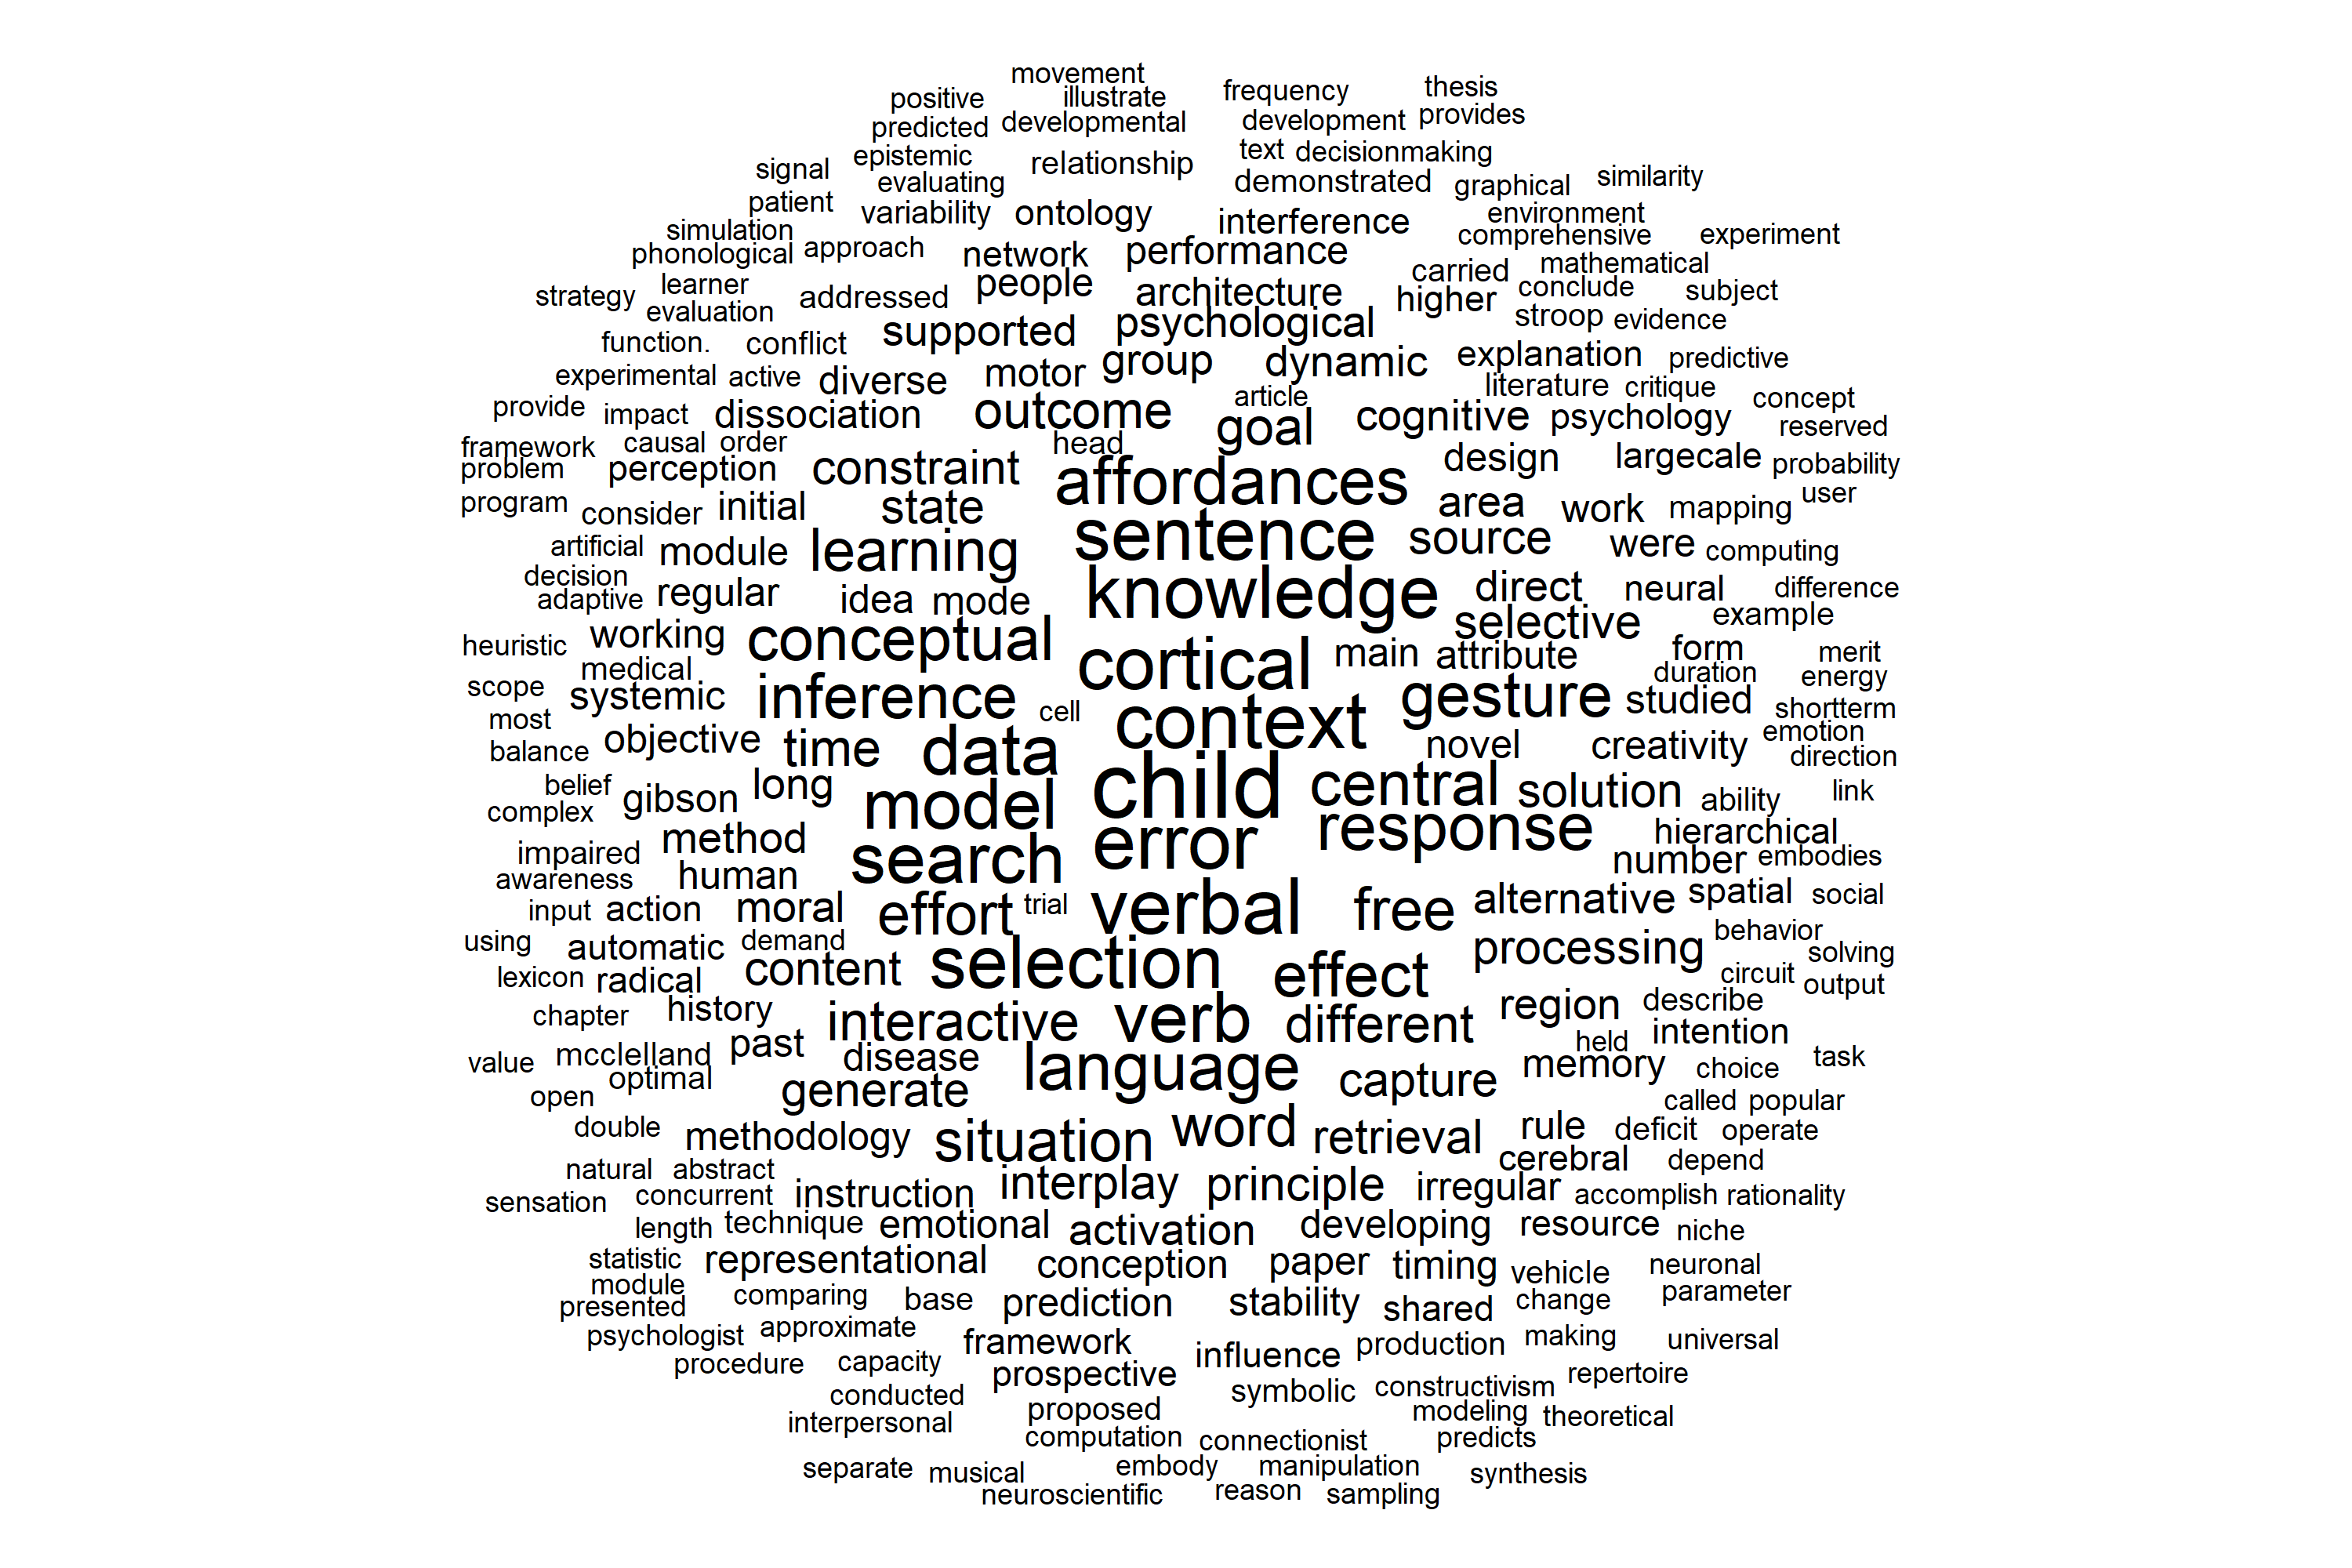 movement
positive illustrate frequency thesis
predicted developmental development provides
signal epistemic relationship text decisionmaking
patient evaluating demonstrated graphical similarity
simulation variability ontology interference environment
phonological approach network performance comprehensive experiment
strategy learner addressed people architecture carried mathematical
evaluation higher conclude subject
function. conflict supported psychological stroop evidence
experimental active diverse motor group dynamic explanation predictive
provide impact dissociation outcome article literature critique concept
framework causal order head goal cognitive psychology reserved
problem perception constraint affordances design largecale probability
program consider initial state area work mapping user
artificial module learning sentence source were computing
decision
adaptive regular idea mode knowledge direct neural difference
heuristic working conceptual selective example
medical cortical main attribute form merit
scope systemic inference cell gesture duration energy
most studied shortterm
balance objective time data context novel creativity emotion
direction
belief gibson long model child central solution ability link
complex
impaired method search error response hierarchical
awareness human number embodies
input action moral effort trial verbal free alternative spatial social
using automatic demand processing behavior
lexicon radical content selection effect circuit solving
output
chapter history interactive verb different region describe
held intention
value mcclelland past disease language memory choice task
open optimal generate capture called popular
double methodology situation word retrieval rule deficit operate
natural abstract cerebral depend
sensation concurrent instruction interplay principle irregular accomplish rationality
length technique emotional activation developing resource niche
statistic representational conception paper timing vehicle neuronal
module
presented comparing base prediction stability shared change parameter
psychologist approximate framework influence production making universal
procedure capacity prospective repertoire
conducted symbolic constructivism
interpersonal proposed modeling theoretical
computation connectionist predicts
separate musical embody manipulation synthesis
neuroscientific reason sampling